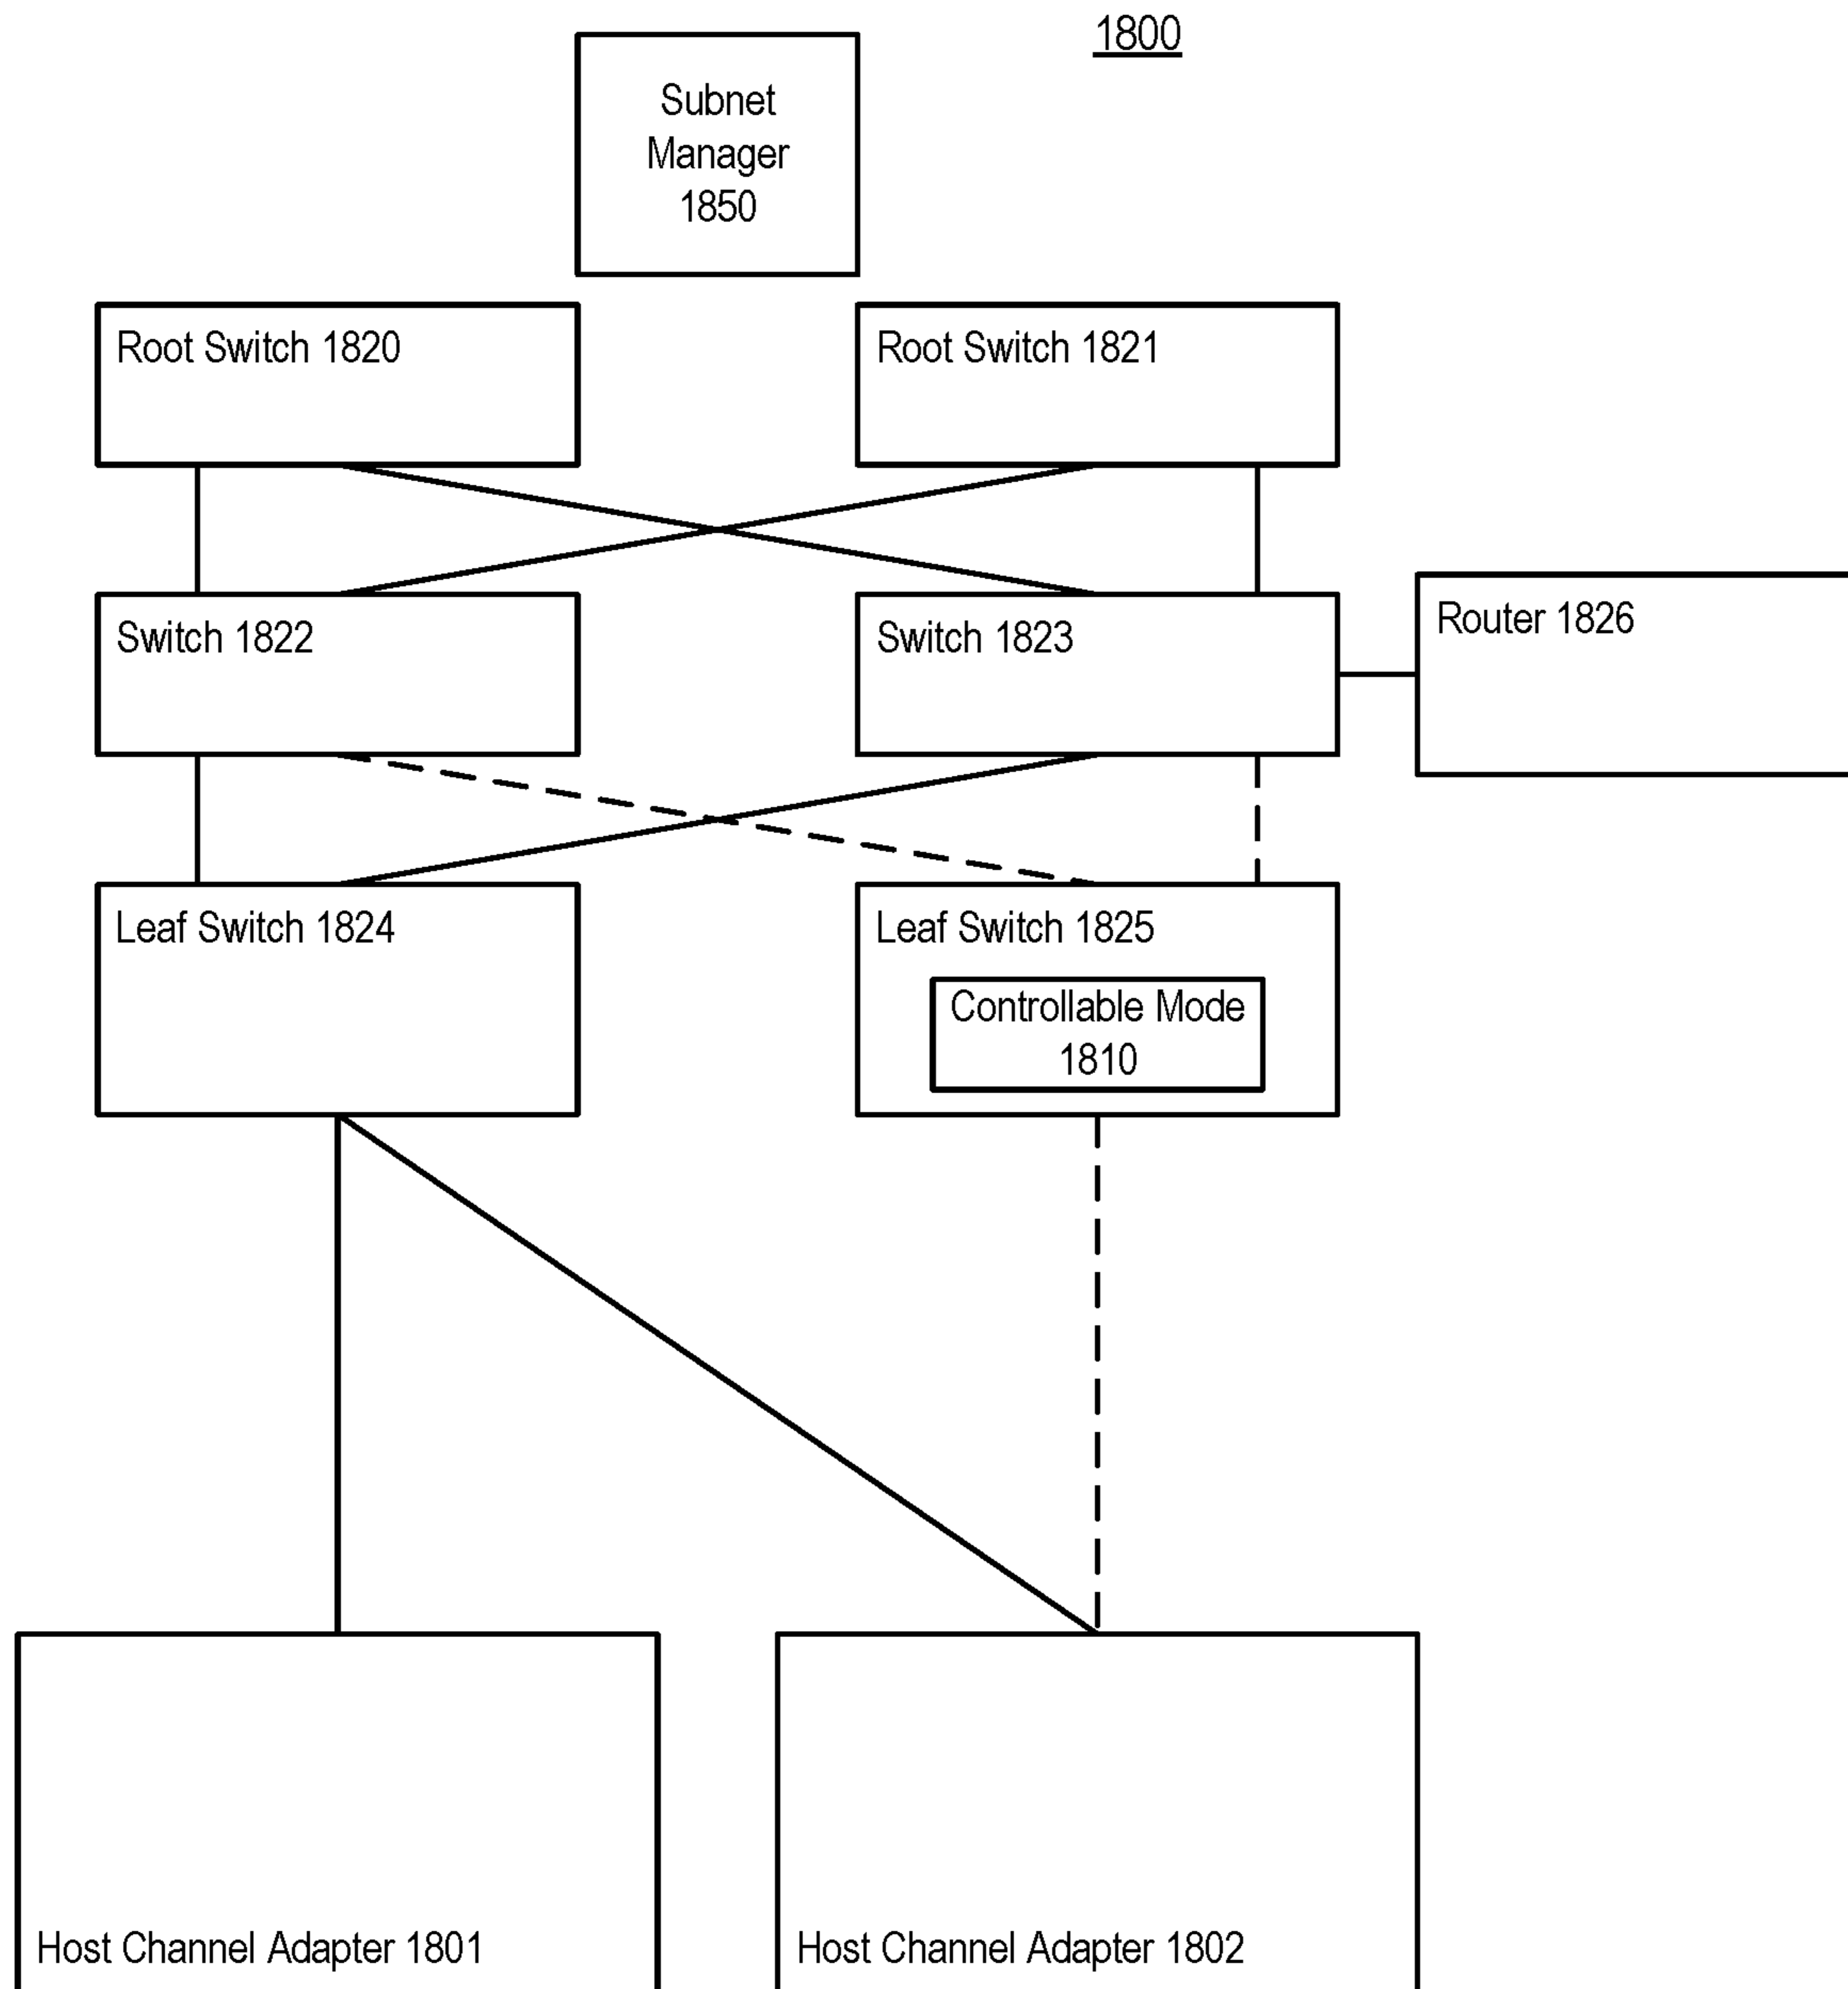 1800
Subnet
Manager
1850
Root Switch 1820
Root Switch 1821
Switch 1822
Switch 1823
Router 1826
Leaf Switch 1824
Leaf Switch 1825
Controllable Mode
1810
Host Channel Adapter 1801
Host Channel Adapter 1802